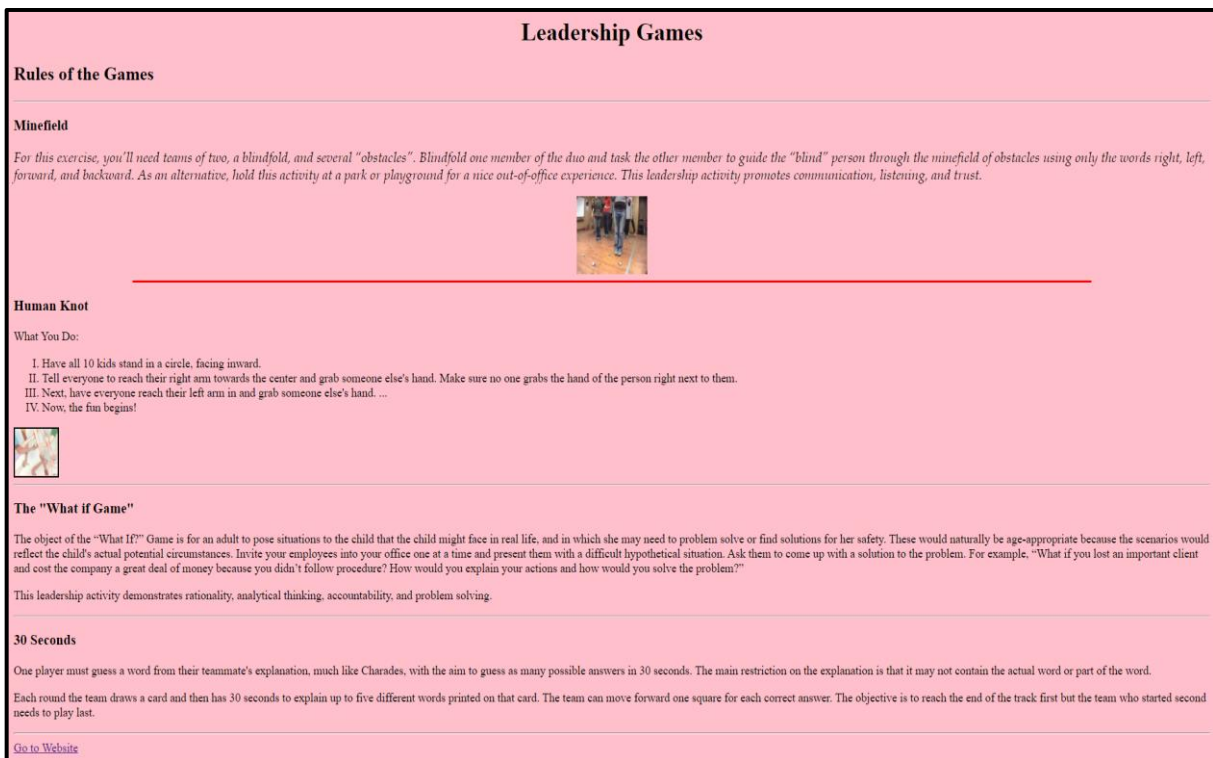 Leadership Games
Rules of the Games
Minefield
For this exercise, you'll need teams of two, a blindfold, and several “obstacles”. Blindfold one member of the duo and task the other member to guide the “blind” person through the minefield of obstacles using only the words right, left,
forward, and backward. As an alternative, hold this activity at a park or playground for a nice out-of-office experience. This leadership activity promotes communication, listening, and trust.
Human Knot
What You Do:
I. Have all 10 kids stand in a circle, facing inward.
II. Tell everyone to reach their right arm towards the center and grab someone else's hand. Make sure no one grabs the hand of the person right next to them.
III. Next, have everyone reach their left arm in and grab someone else's hand. ...
IV. Now, the fun begins!
The "What if Game"
The object of the “What If?” Game is for an adult to pose situations to the child that the child might face in real life, and in which she may need to problem solve or find solutions for her safety. These would naturally be age-appropriate because the scenarios would
reflect the child's actual potential circumstances. Invite your employees into your office one at a time and present them with a difficult hypothetical situation. Ask them to come up with a solution to the problem. For example, “What if you lost an important client
and cost the company a great deal of money because you didn’t follow procedure? How would you explain your actions and how would you solve the problem?”
This leadership activity demonstrates rationality, analytical thinking, accountability, and problem solving.
30 Seconds
One player must guess a word from their teammate's explanation, much like Charades, with the aim to guess as many possible answers in 30 seconds. The main restriction on the explanation is that it may not contain the actual word or part of the word.
Each round the team draws a card and then has 30 seconds to explain up to five different words printed on that card. The team can move forward one square for each correct answer. The objective is to reach the end of the track first but the team who started second
needs to play last.
Go to Website